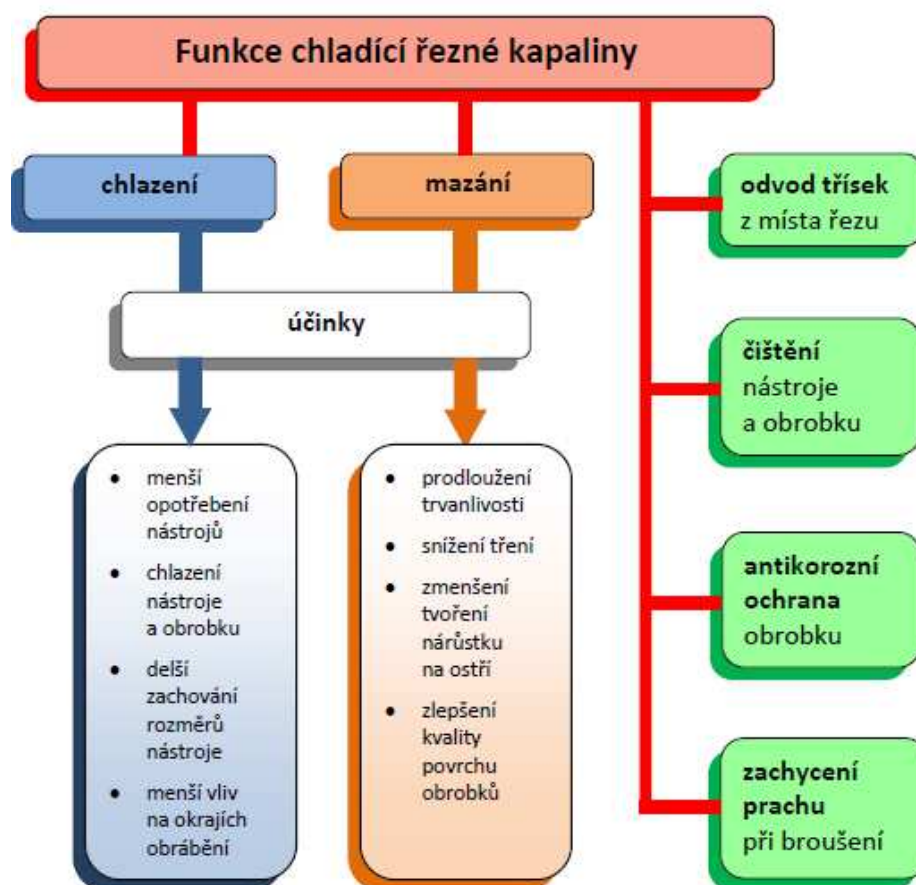 Funkce chladící řezné kapaliny
chlazení
mazání
účinky
• menší
opotřebení
nástrojů
• chlazení
nástroje
a obrobku
• delší
zachování
rozměrů
nástroje
• menší vliv
na okrajích
obrábění
• prodloužení
trvanlivosti
• snížení tření
• zmenšení
tvoření
nárůstku
na ostří
• zlepšení
kvality
povrchu
obrobků
odvod třísek
z místa řezu
čištění
nástroje
a obrobku
antikorozní
ochrana
obrobku
zachycení
prachu
při broušení